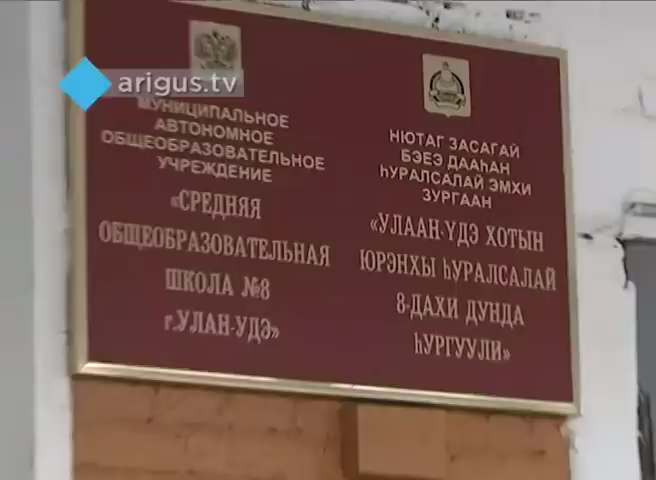 arigus.tv
МУНИЦИПАЛЬНОЕ
АВТОНОМНОЕ
ОБЩЕОБРАЗОВАТЕЛЬНОЕ
УЧРЕЖДЕНИЕ
«СРЕДНЯЯ
ОБЩЕОБРАЗОВАТЕЛЬНАЯ
ШКОЛА №8
г.УЛАН-УДЭ»
НЮТАГ ЗАСАГАЙ
БЭЕЭ ДААҺАН
ҺУРАЛСАЛАЙ ЭМХИ
ЗУРГААН
«УЛААН-ҮДЭ ХОТЫН
ЮРЭНХЫ ҺУРАЛСАЛАЙ
8-ДАХИ ДУНДА
ҺУРГУУЛИ»